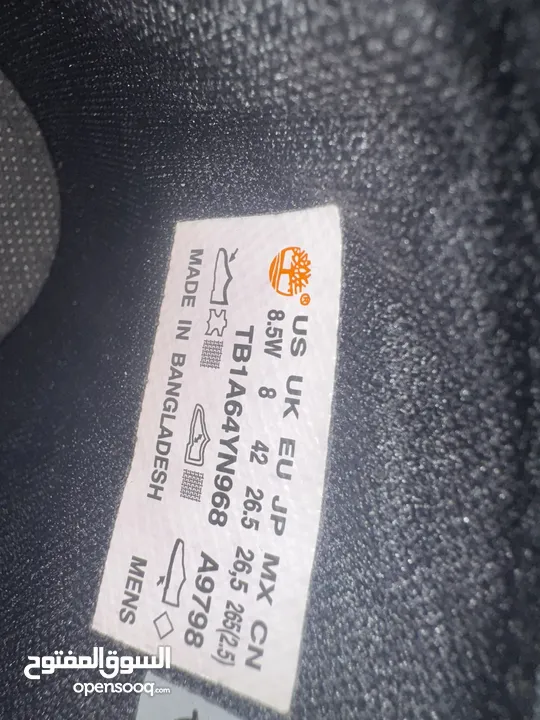 US UK EU JP MX CN
8.5W 8 42 26.5 26,5 265(2.5)
TB1A64YN968 A9798
MADE IN BANGLADESH MENS
السوق المفتوح
opensooq.com